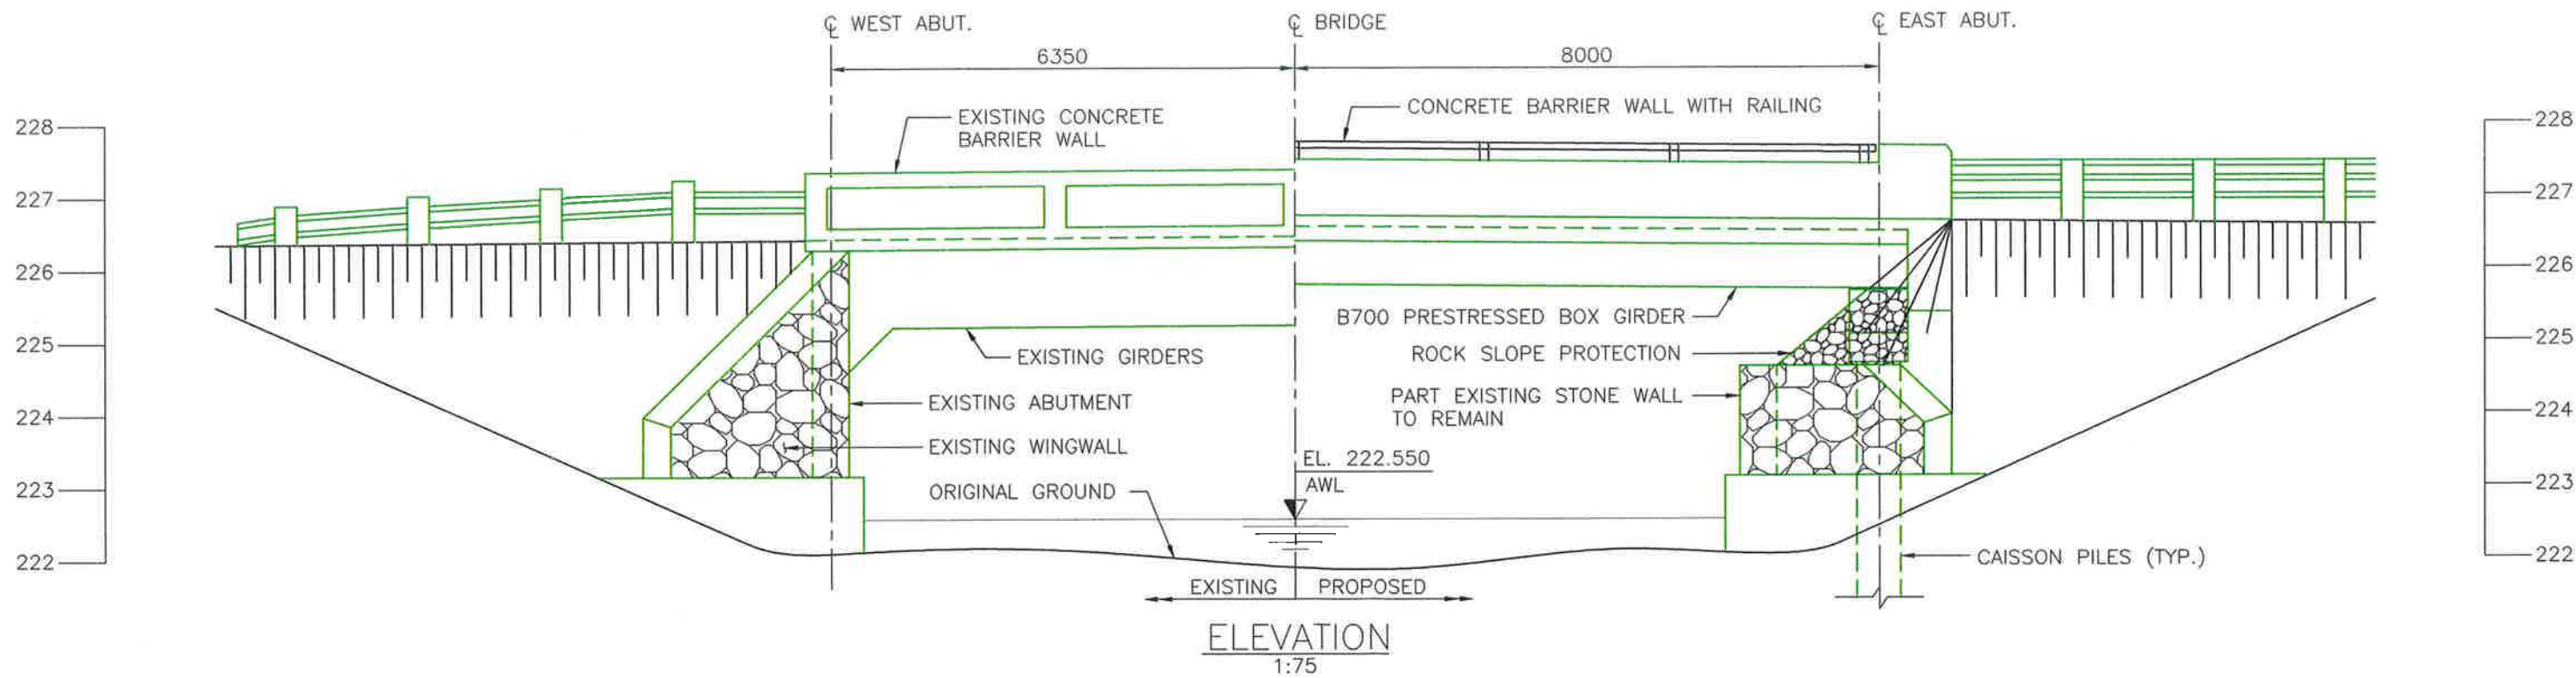 ℄ WEST ABUT.
℄ BRIDGE
℄ EAST ABUT.
6350
8000
EXISTING CONCRETE
BARRIER WALL
CONCRETE BARRIER WALL WITH RAILING
228
227
226
225
224
223
222
228
227
226
225
224
223
222
B700 PRESTRESSED BOX GIRDER
EXISTING GIRDERS
ROCK SLOPE PROTECTION
EXISTING ABUTMENT
PART EXISTING STONE WALL
TO REMAIN
EXISTING WINGWALL
EL. 222.550
AWL
ORIGINAL GROUND
CAISSON PILES (TYP.)
EXISTING
PROPOSED
ELEVATION
1:75